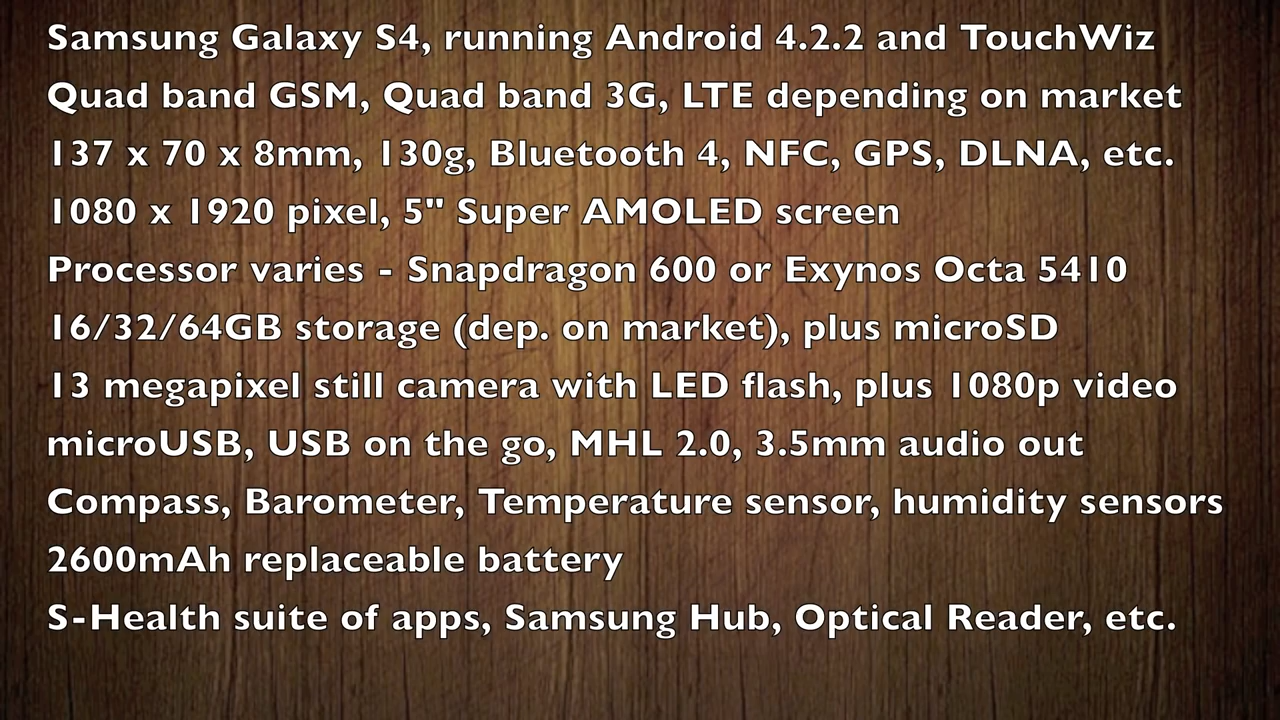 Samsung Galaxy S4, running Android 4.2.2 and TouchWiz
Quad band GSM, Quad band 3G, LTE depending on market
137 x 70 x 8mm, 130g, Bluetooth 4, NFC, GPS, DLNA, etc.
1080 x 1920 pixel, 5" Super AMOLED screen
Processor varies - Snapdragon 600 or Exynos Octa 5410
16/32/64GB storage (dep. on market), plus microSD
13 megapixel still camera with LED flash, plus 1080p video
microUSB, USB on the go, MHL 2.0, 3.5mm audio out
Compass, Barometer, Temperature sensor, humidity sensors
2600mAh replaceable battery
S-Health suite of apps, Samsung Hub, Optical Reader, etc.